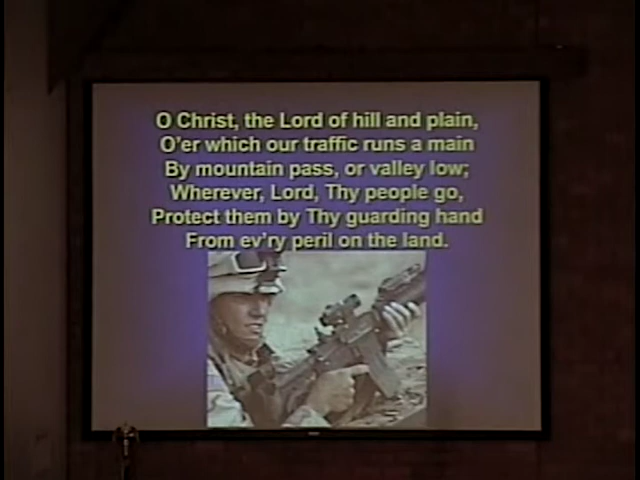 O Christ, the Lord of hill and plain,
O'er which our traffic runs a main
By mountain pass, or valley low;
Wherever, Lord, Thy people go,
Protect them by Thy guarding hand
From ev'ry peril on the land.